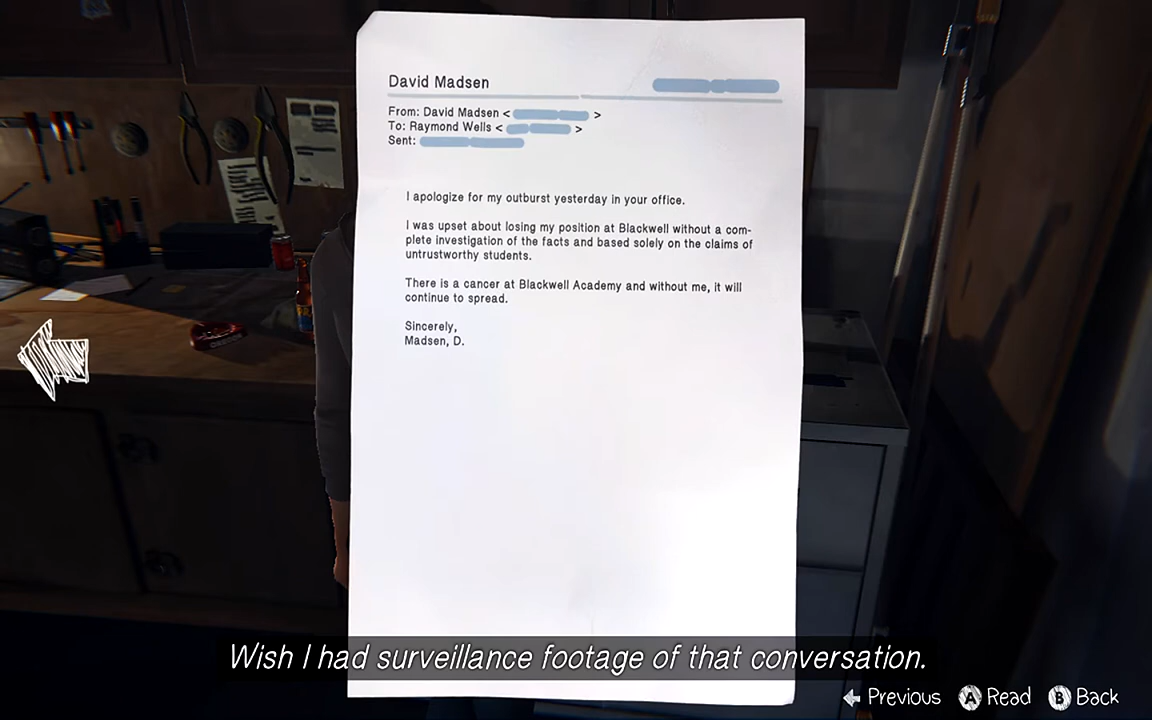 David Madsen
From: David Madsen < >
To: Raymond Wells < >
Sent:
I apologize for my outburst yesterday in your office.
I was upset about losing my position at Blackwell without a com-
plete investigation of the facts and based solely on the claims of
untrustworthy students.
There is a cancer at Blackwell Academy and without me, it will
continue to spread.
Sincerely,
Madsen, D.
Wish I had surveillance footage of that conversation.
Previous A Read B Back